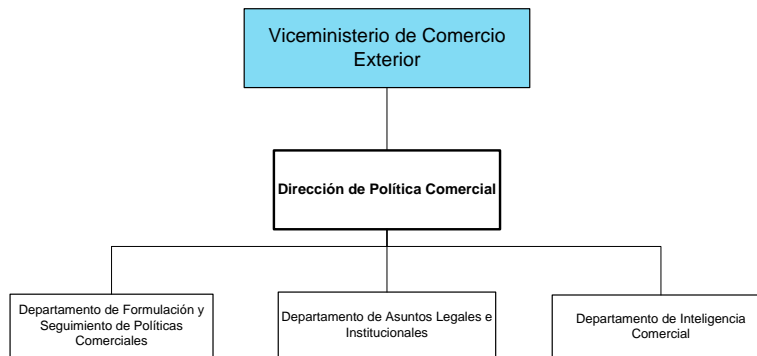 Viceministerio de Comercio
Exterior
Dirección de Política Comercial
Departamento de Formulación y
Seguimiento de Políticas
Comerciales
Departamento de Asuntos Legales e
Institucionales
Departamento de Inteligencia
Comercial